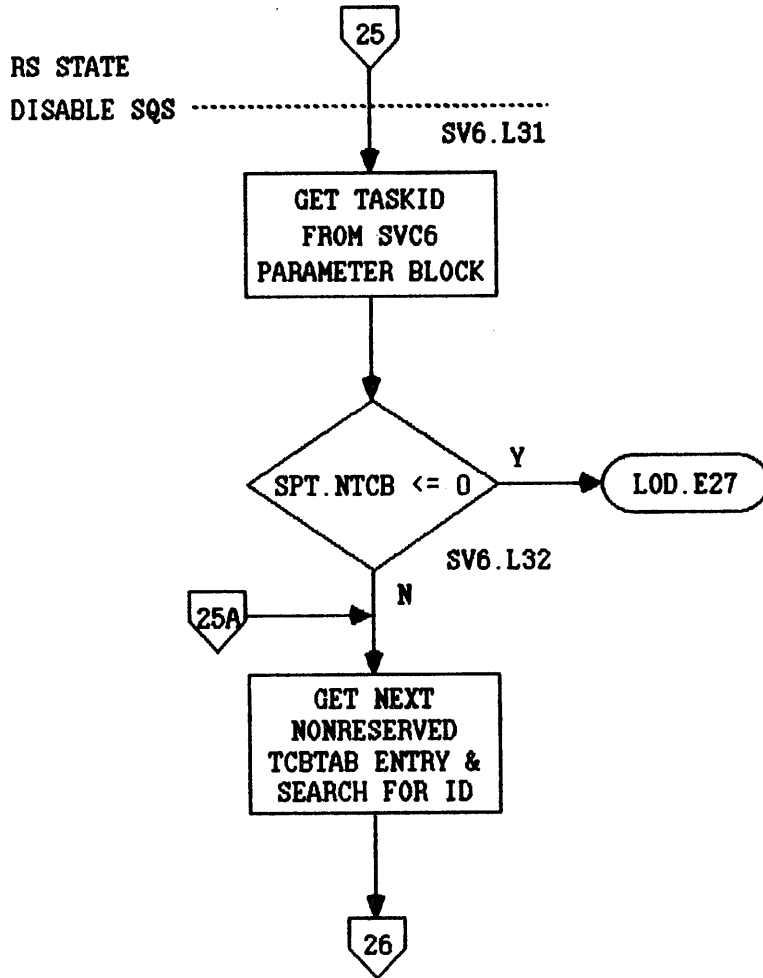 25
RS STATE
DISABLE SQS
SV6.L31
GET TASKID
FROM SVC6
PARAMETER BLOCK
SPT.NTCB <= 0
Y
LOD.E27
SV6.L32
N
25A
GET NEXT
NONRESERVED
TCBTAB ENTRY &
SEARCH FOR ID
26